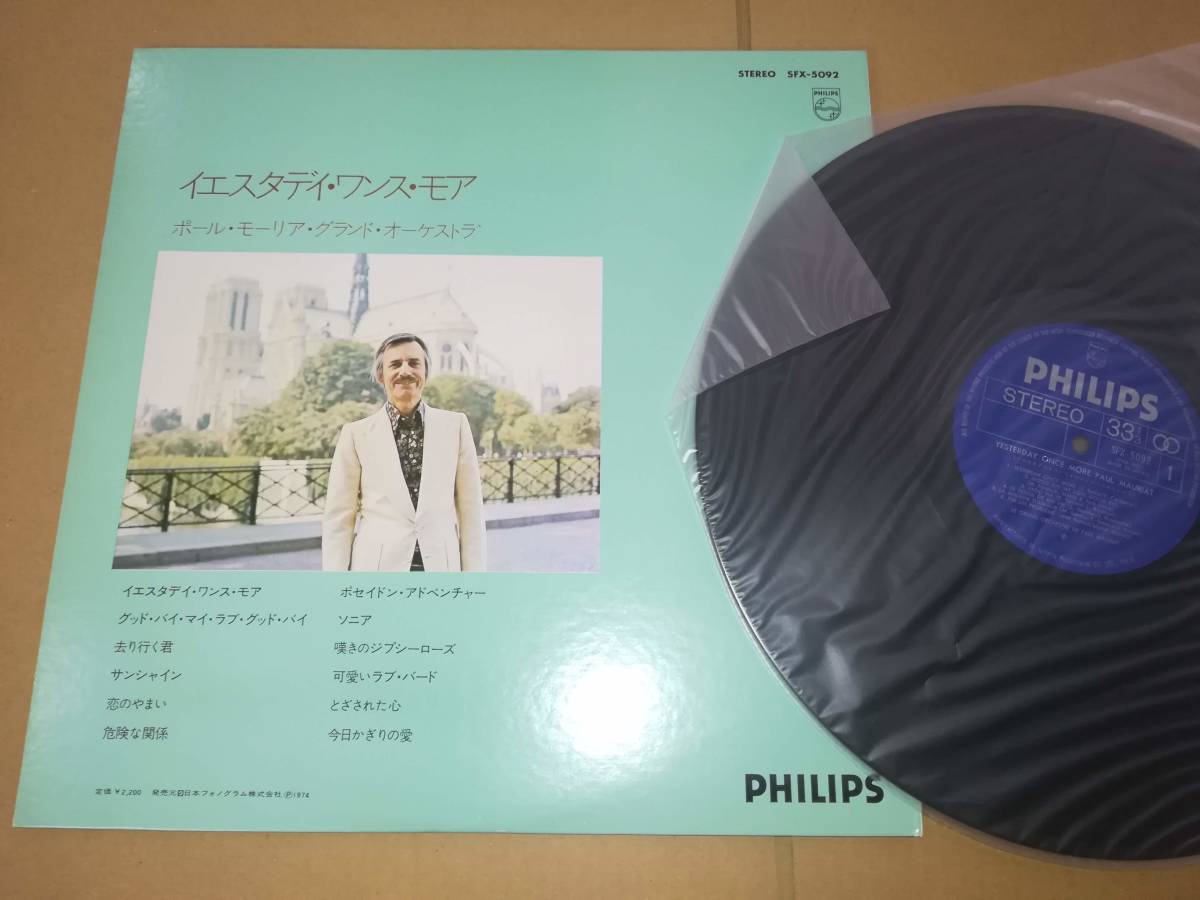 STEREO SFX-5092
PHILIPS
イエスタデイ・ワンス・モア
ポール・モーリア・グランド・オーケストラ
イエスタデイ・ワンス・モア
グッド・バイ・マイ・ラブ・グッド・バイ
去り行く君
サンシャイン
恋のやまい
危険な関係
ポセイドン・アドベンチャー
ソニア
嘆きのジプシーローズ
可愛いラブ・バード
とざされた心
今日かぎりの愛
定価¥2,200 発売元 日本フォノグラム株式会社 Ⓟ1974
PHILIPS
PHILIPS
STEREO 33 1/3
SFX-5092
1
YESTERDAY ONCE MORE/PAUL MAURIAT